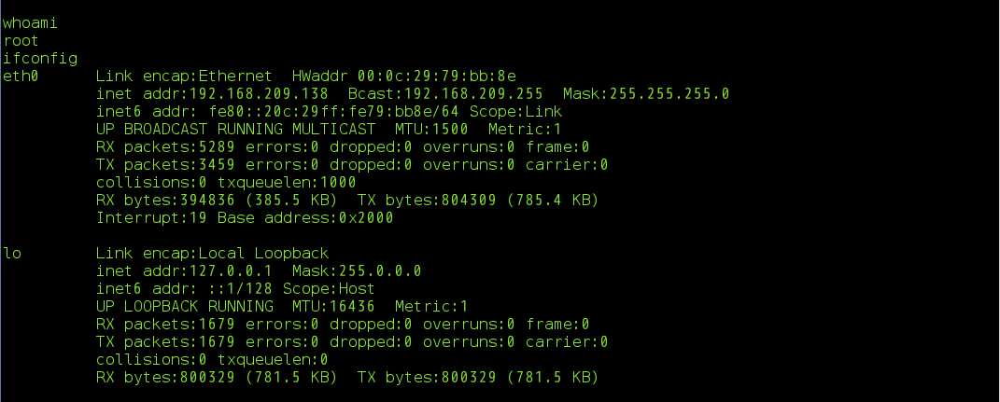 whoami
root
ifconfig
eth0      Link encap:Ethernet  HWaddr 00:0c:29:79:bb:8e
          inet addr:192.168.209.138  Bcast:192.168.209.255  Mask:255.255.255.0
          inet6 addr: fe80::20c:29ff:fe79:bb8e/64 Scope:Link
          UP BROADCAST RUNNING MULTICAST  MTU:1500  Metric:1
          RX packets:5289 errors:0 dropped:0 overruns:0 frame:0
          TX packets:3459 errors:0 dropped:0 overruns:0 carrier:0
          collisions:0 txqueuelen:1000
          RX bytes:394836 (385.5 KB)  TX bytes:804309 (785.4 KB)
          Interrupt:19 Base address:0x2000

lo        Link encap:Local Loopback
          inet addr:127.0.0.1  Mask:255.0.0.0
          inet6 addr: ::1/128 Scope:Host
          UP LOOPBACK RUNNING  MTU:16436  Metric:1
          RX packets:1679 errors:0 dropped:0 overruns:0 frame:0
          TX packets:1679 errors:0 dropped:0 overruns:0 carrier:0
          collisions:0 txqueuelen:0
          RX bytes:800329 (781.5 KB)  TX bytes:800329 (781.5 KB)